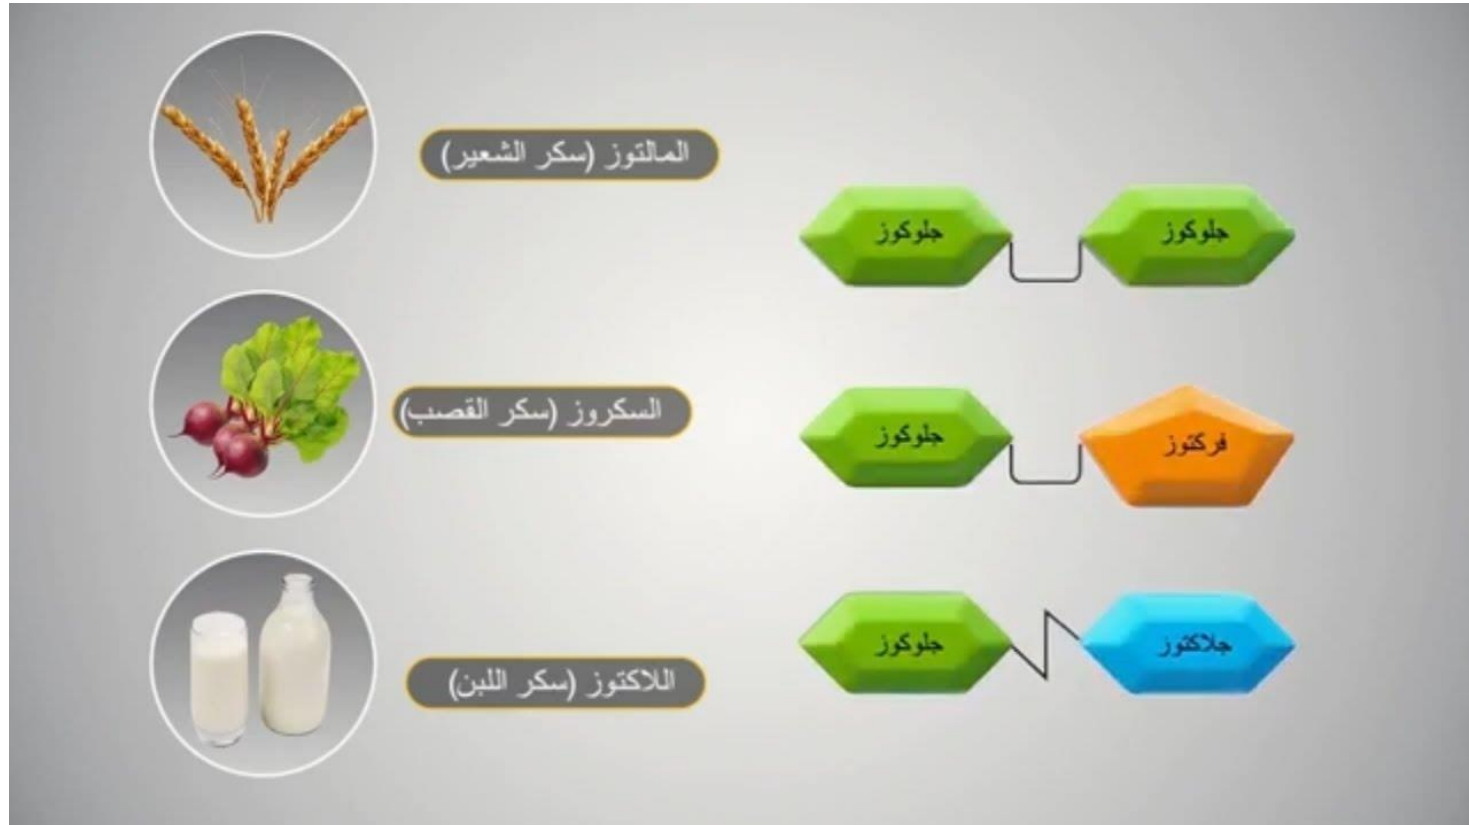 المالتوز (سكر الشعير)
جلوكوز
جلوكوز
السكروز (سكر القصب)
جلوكوز
فركتوز
اللاكتوز (سكر اللبن)
جلوكوز
جلاكتوز